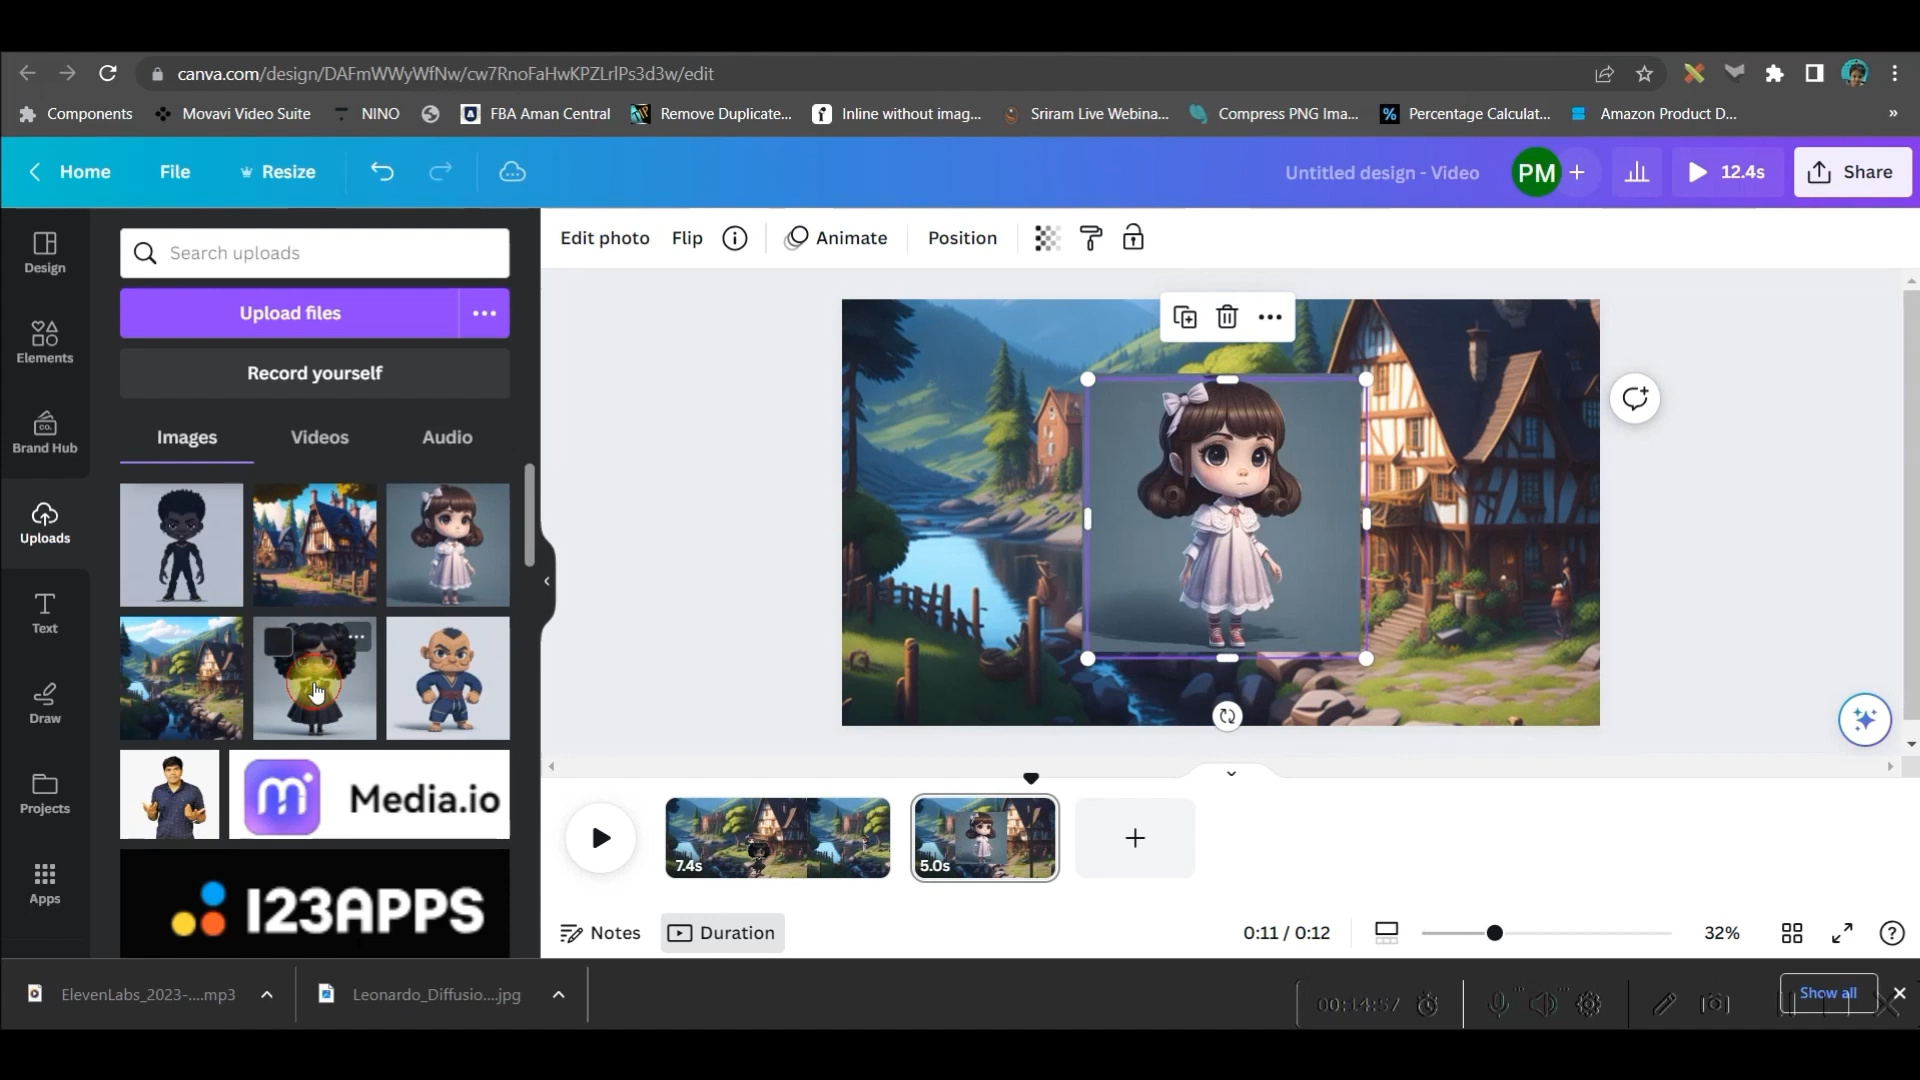 canva.com/design/DAFmWWyWfNw/cw7RnoFaHwKPZLrlPs3d3w/edit
Components Movavi Video Suite NINO FBA Aman Central Remove Duplicate... Inline without imag... Sriram Live Webina... Compress PNG Ima... % Percentage Calculat... Amazon Product D... »
Home File Resize Untitled design - Video PM + 12.4s Share
Edit photo Flip Animate Position
Design
Elements
Brand Hub
Uploads
Text
Draw
Projects
Apps
Search uploads
Upload files
Record yourself
Images Videos Audio
Media.io
123APPS
7.4s
5.0s
Notes Duration 0:11 / 0:12 32%
ElevenLabs_2023-....mp3 Leonardo_Diffusio....jpg 00:14:57 Show all